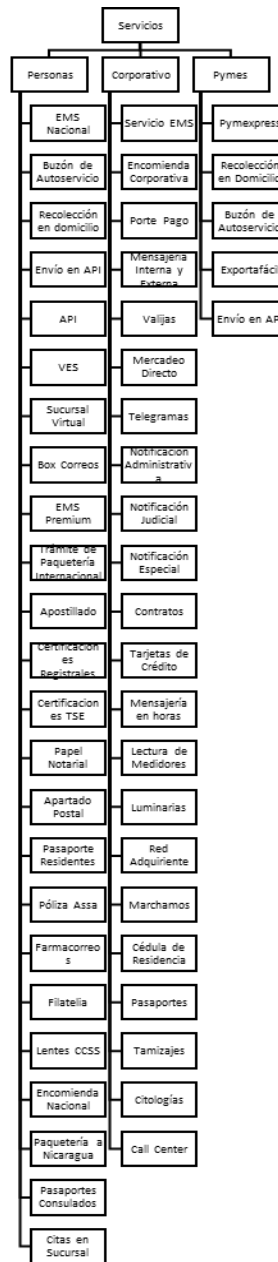 Servicios
Personas
Corporativo
Pymes
EMS
Nacional
Buzón de
Autoservicio
Recolección
en domicilio
Envío en API
API
VES
Sucursal
Virtual
Box Correos
EMS
Premium
Trámite de
Paquetería
Internacional
Apostillado
Certificacion
es
Registrales
Certificacion
es TSE
Papel
Notarial
Apartado
Postal
Pasaporte
Residentes
Póliza Assa
Farmacorreo
s
Filatelia
Lentes CCSS
Encomienda
Nacional
Paquetería a
Nicaragua
Pasaportes
Consulados
Citas en
Sucursal
Servicio EMS
Encomienda
Corporativa
Porte Pago
Mensajería
Interna y
Externa
Valijas
Mercadeo
Directo
Telegramas
Notificación
Administrativ
a
Notificación
Judicial
Notificación
Especial
Contratos
Tarjetas de
Crédito
Mensajería
en horas
Lectura de
Medidores
Luminarias
Red
Adquiriente
Marchamos
Cédula de
Residencia
Pasaportes
Tamizajes
Citologías
Call Center
Pymexpress
Recolección
en Domicilio
Buzón de
Autoservicio
Exportafácil
Envío en API